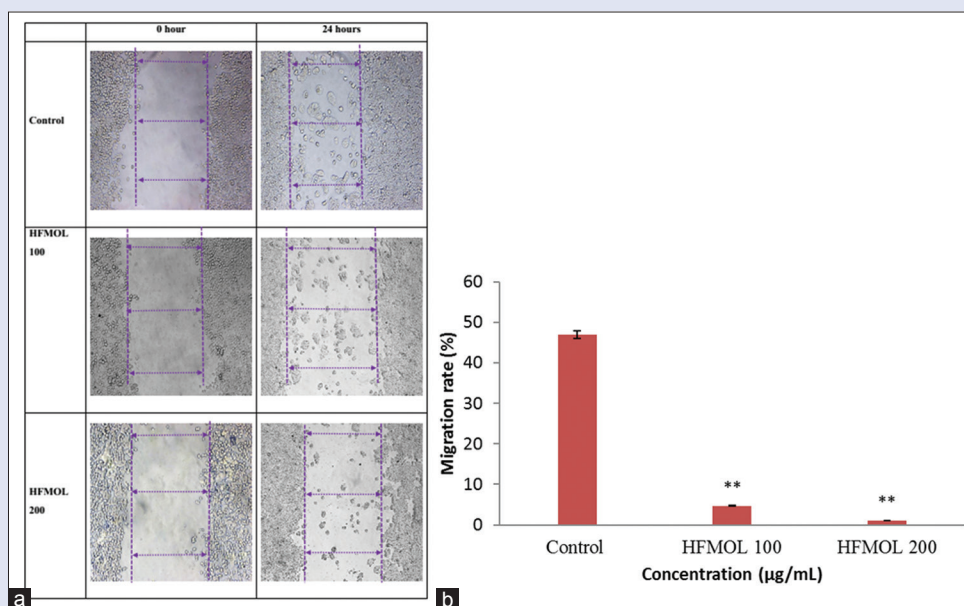 0 hour 24 hours
Control
HFMOL
100
HFMOL
200
a
60
50
40
30
20
10
0
Migration rate (%)
** **
Control HFMOL 100 HFMOL 200
Concentration (µg/mL)
b